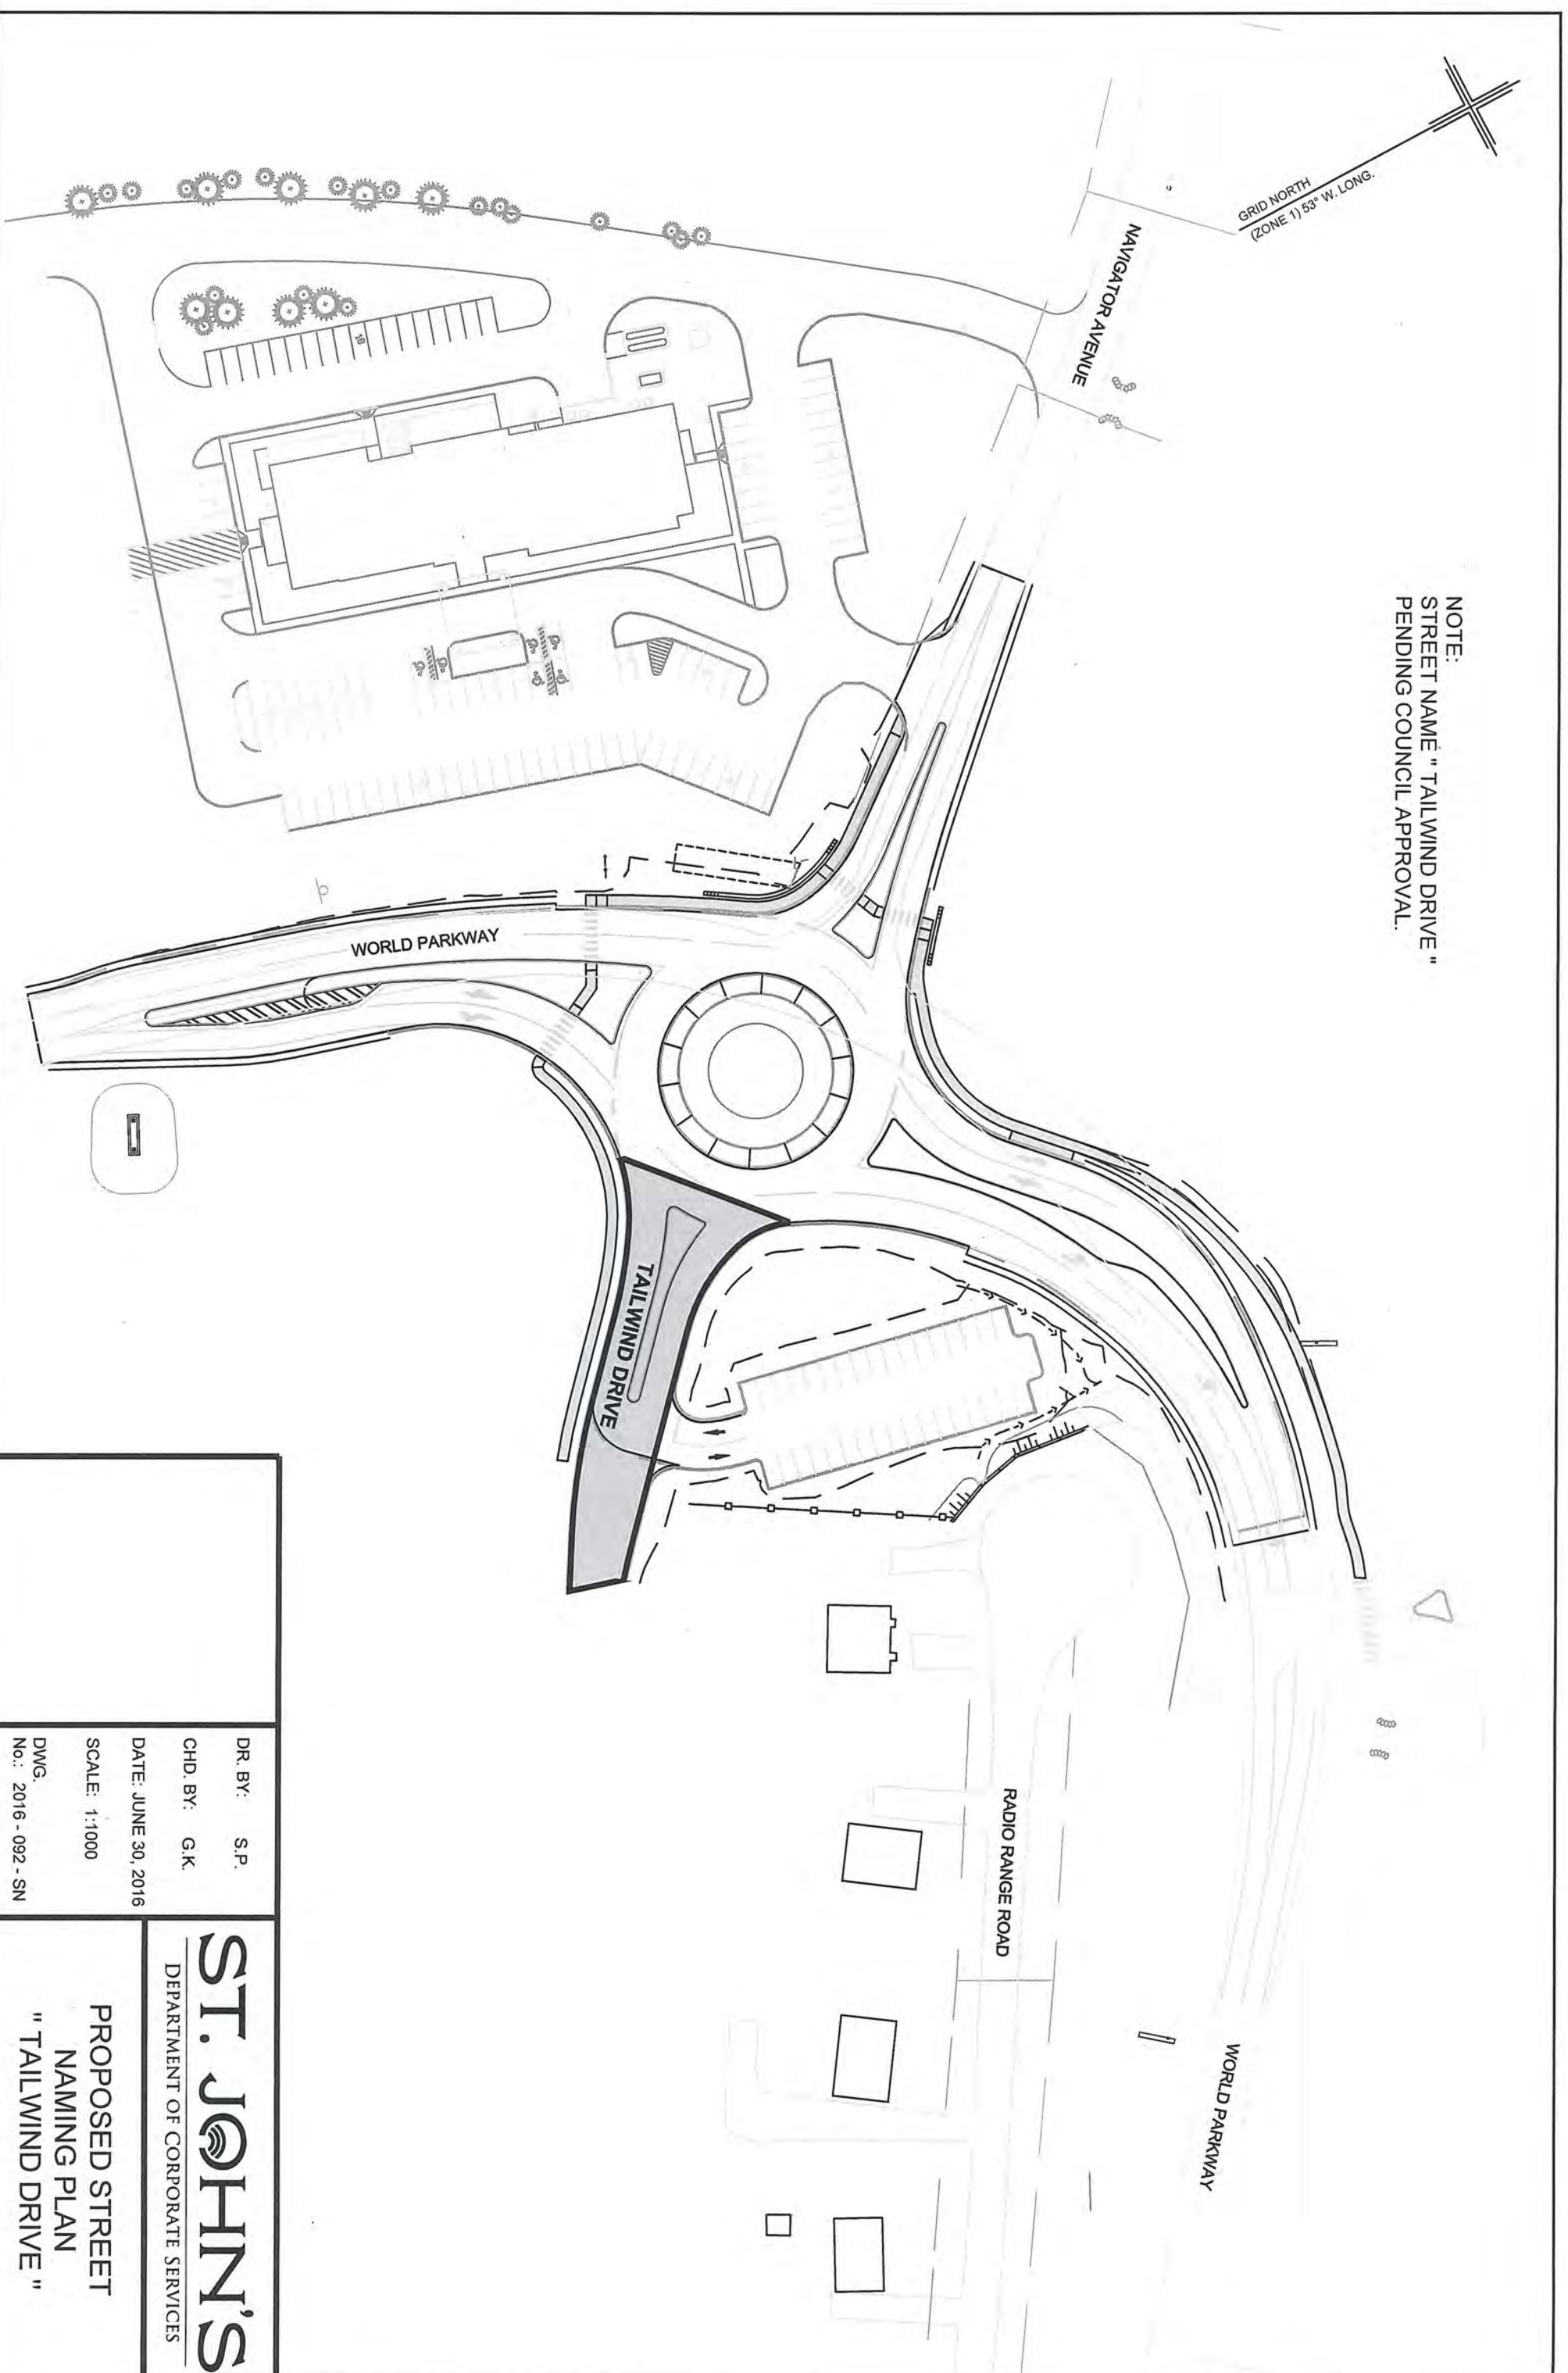 NOTE:
STREET NAME " TAILWIND DRIVE "
PENDING COUNCIL APPROVAL.
GRID NORTH
(ZONE 1) 53° W. LONG.
NAVIGATOR AVENUE
18
WORLD PARKWAY
TAILWIND DRIVE
RADIO RANGE ROAD
WORLD PARKWAY
DR. BY: S.P.
CHD. BY: G.K.
DATE: JUNE 30, 2016
SCALE: 1:1000
DWG.
No.: 2016 - 092 - SN
ST. JOHN'S
DEPARTMENT OF CORPORATE SERVICES
PROPOSED STREET
NAMING PLAN
" TAILWIND DRIVE "